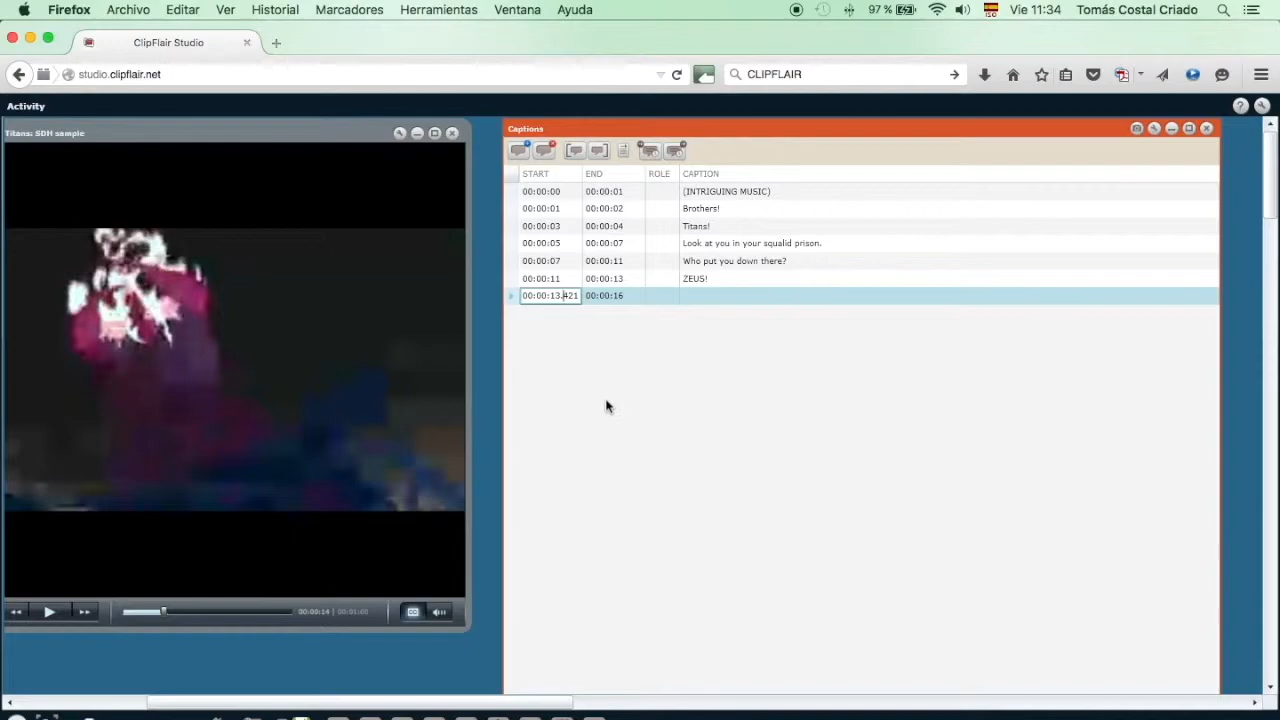 Firefox Archivo Editar Ver Historial Marcadores Herramientas Ventana Ayuda 97 % ISO Vie 11:34 Tomás Costal Criado
ClipFlair Studio
studio.clipflair.net CLIPFLAIR
Activity
Titans: SDH sample
Captions
START END ROLE CAPTION
00:00:00 00:00:01 (INTRIGUING MUSIC)
00:00:01 00:00:02 Brothers!
00:00:03 00:00:04 Titans!
00:00:05 00:00:07 Look at you in your squalid prison.
00:00:07 00:00:11 Who put you down there?
00:00:11 00:00:13 ZEUS!
00:00:13.421 00:00:16
00:00:14 | 00:01:00